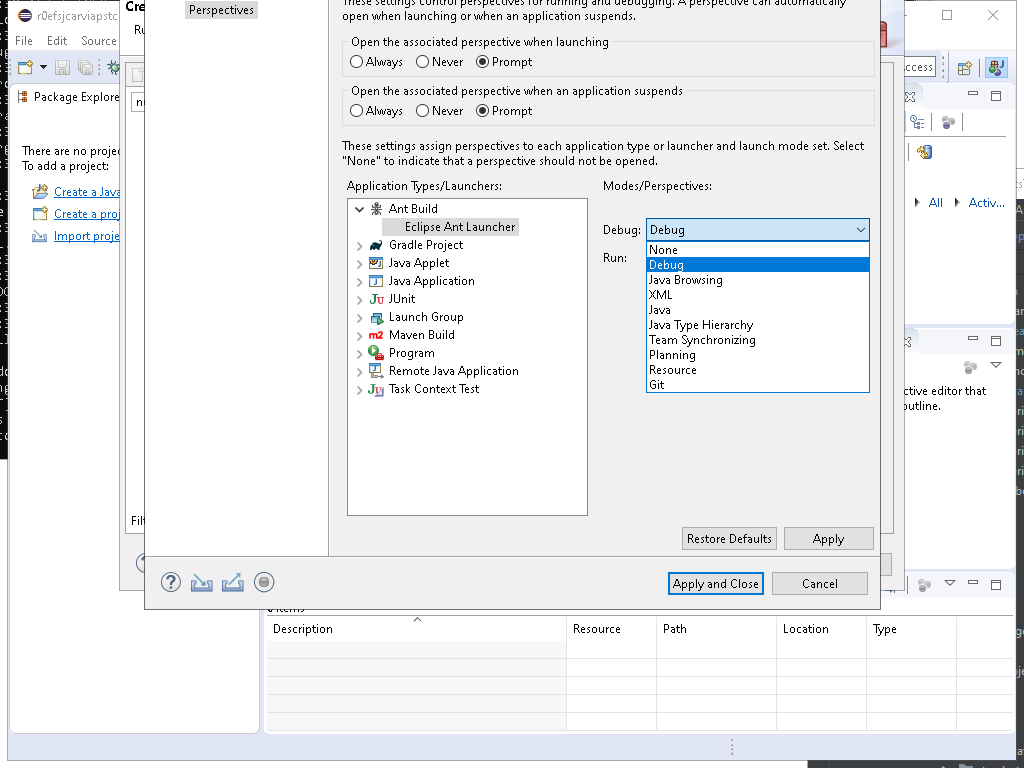 r0efsjcarviapstc
Cre
Perspectives
These settings control perspectives for running and debugging. A perspective can automatically
open when launching or when an application suspends.
File Edit Source
Ru
Open the associated perspective when launching
Always Never Prompt
Open the associated perspective when an application suspends
Always Never Prompt
ccess
Package Explore
There are no projec
To add a project:
Create a Java
Create a proj
Import proje
These settings assign perspectives to each application type or launcher and launch mode set. Select
"None" to indicate that a perspective should not be opened.
Application Types/Launchers:
Modes/Perspectives:
Ant Build
Eclipse Ant Launcher
Gradle Project
Java Applet
Java Application
JUnit
Launch Group
Maven Build
Program
Remote Java Application
Task Context Test
Debug: Debug
Run:
None
Debug
Java Browsing
XML
Java
Java Type Hierarchy
Team Synchronizing
Planning
Resource
Git
All Activ...
ctive editor that
outline.
Filt
Restore Defaults Apply
Apply and Close Cancel
Description Resource Path Location Type